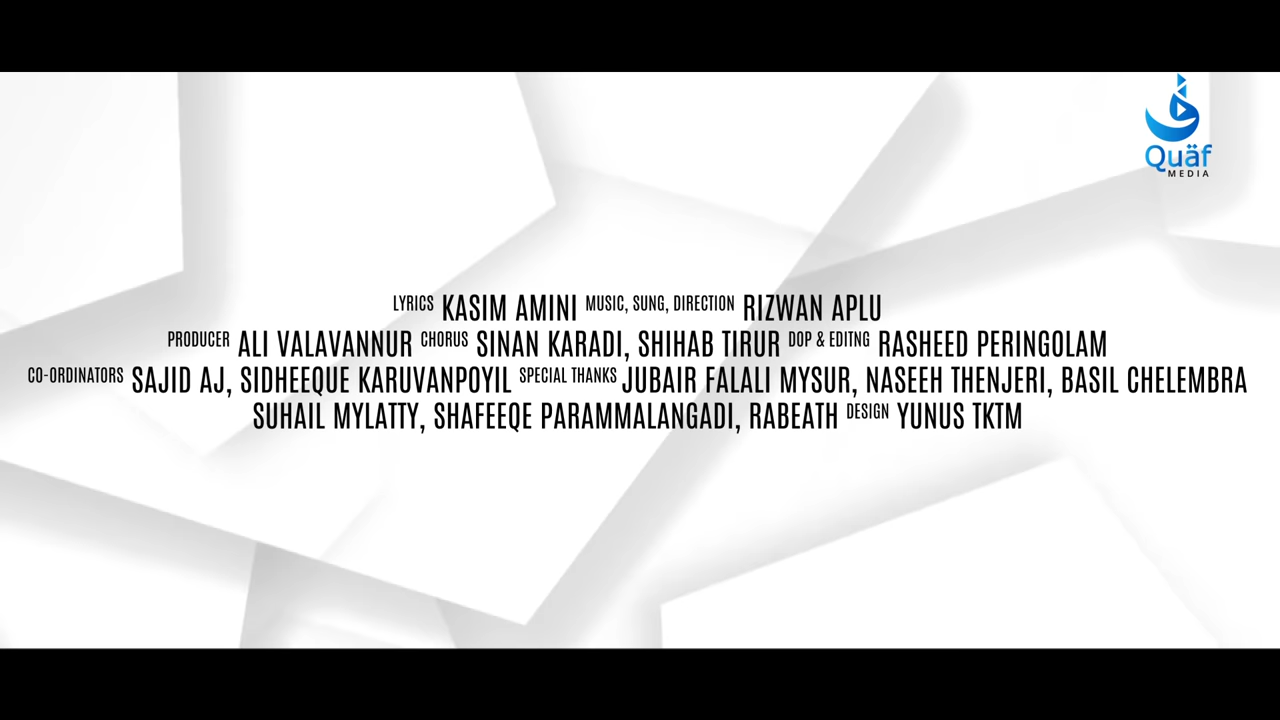 Quäf
MEDIA
LYRICS KASIM AMINI MUSIC, SUNG, DIRECTION RIZWAN APLU
PRODUCER ALI VALAVANNUR CHORUS SINAN KARADI, SHIHAB TIRUR DOP & EDITNG RASHEED PERINGOLAM
CO-ORDINATORS SAJID AJ, SIDHEEQUE KARUVANPOYIL SPECIAL THANKS JUBAIR FALALI MYSUR, NASEEH THENJERI, BASIL CHELEMBRA
SUHAIL MYLATTY, SHAFEEQE PARAMMALANGADI, RABEATH DESIGN YUNUS TKTM